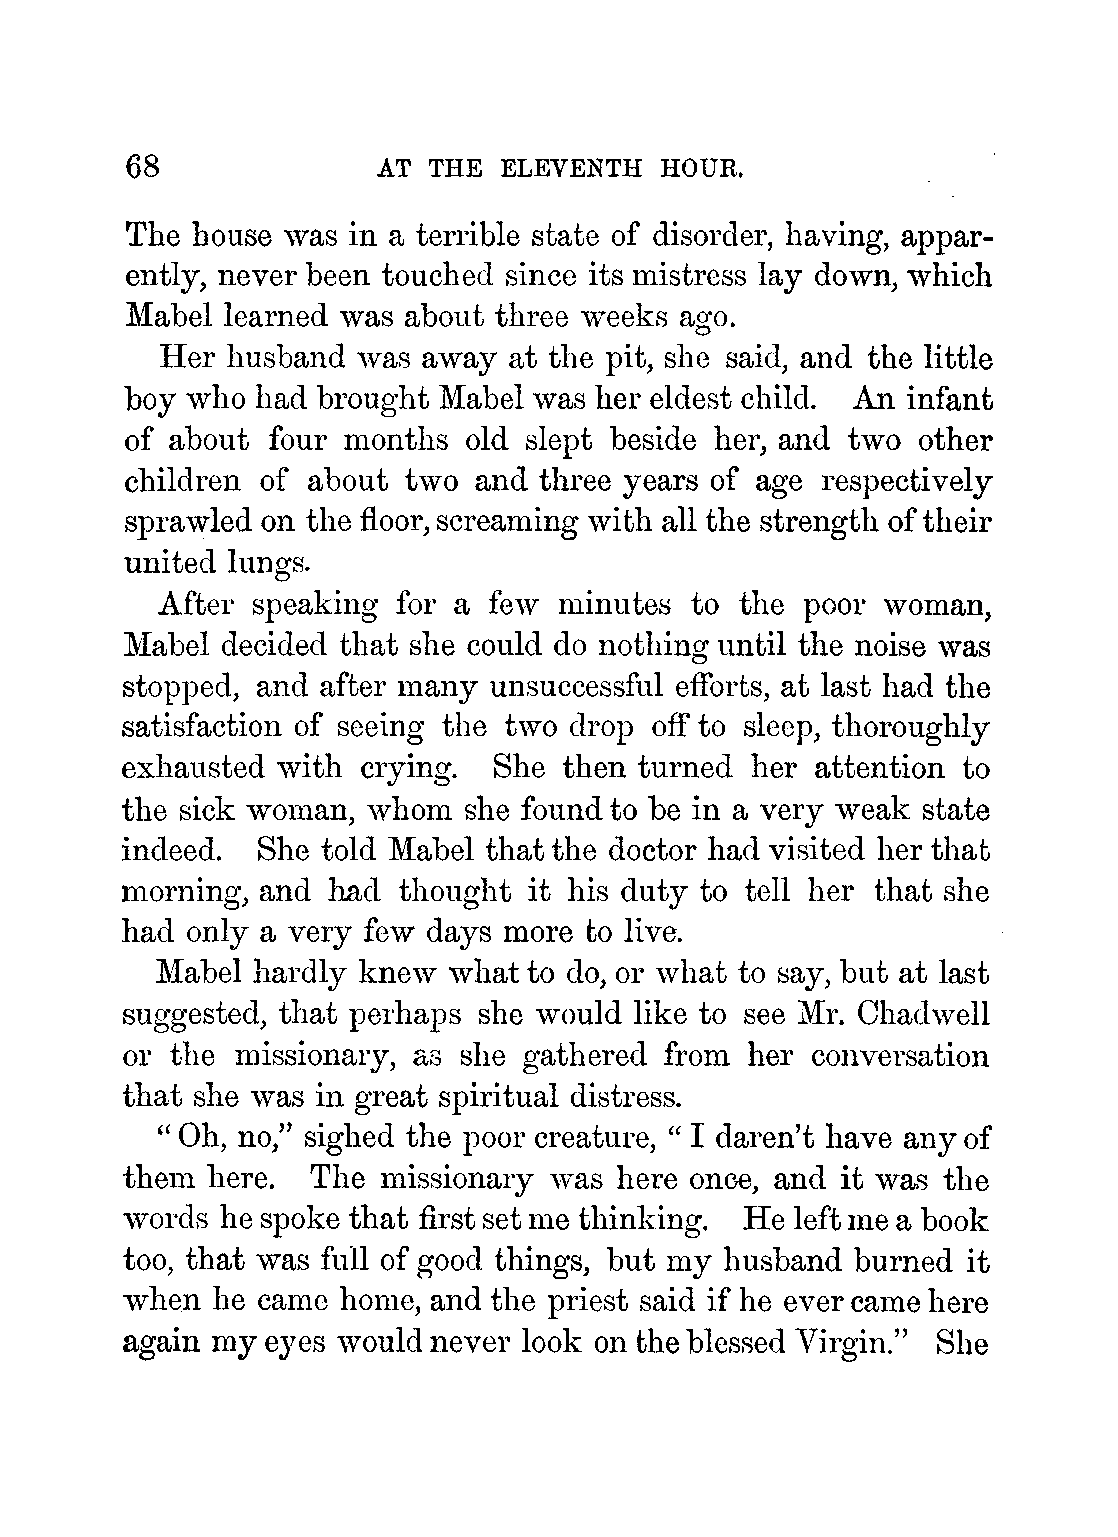 68 AT THE ELEVENTH HOUR.
The house was in a terrible state of disorder, having, appar-
ently, never been touched since its mistress lay down, which
Mabel learned was about three weeks ago.
Her husband was away at the pit, she said, and the little
boy who had brought Mabel was her eldest child. An infant
of about four months old slept beside her, and two other
children of about two and three years of age respectively
sprawled on the floor, screaming with all the strength of their
united lungs.
After speaking for a few minutes to the poor woman,
Mabel decided that she could do nothing until the noise was
stopped, and after many unsuccessful efforts, at last had the
satisfaction of seeing the two drop off to sleep, thoroughly
exhausted with crying. She then turned her attention to
the sick woman, whom she found to be in a very weak state
indeed. She told Mabel that the doctor had visited her that
morning, and had thought it his duty to tell her that she
had only a very few days more to live.
Mabel hardly knew what to do, or what to say, but at last
suggested, that perhaps she would like to see Mr. Chadwell
or the missionary, as she gathered from her conversation
that she was in great spiritual distress.
“ Oh, no,” sighed the poor creature, “ I daren't have any of
them here. The missionary was here once, and it was the
words he spoke that first set me thinking. He left me a book
too, that was full of good things, but my husband burned it
when he came home, and the priest said if he ever came here
again my eyes would never look on the blessed Virgin.” She